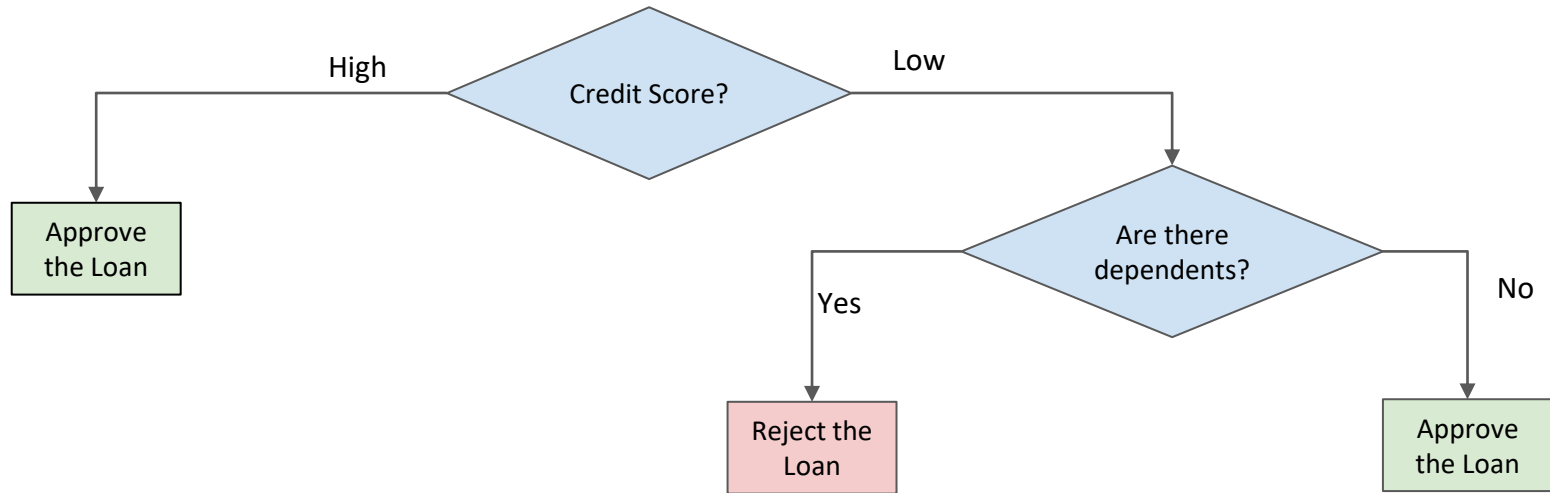 High
Credit Score?
Low
Approve
the Loan
Are there
dependents?
Yes
No
Reject the
Loan
Approve
the Loan